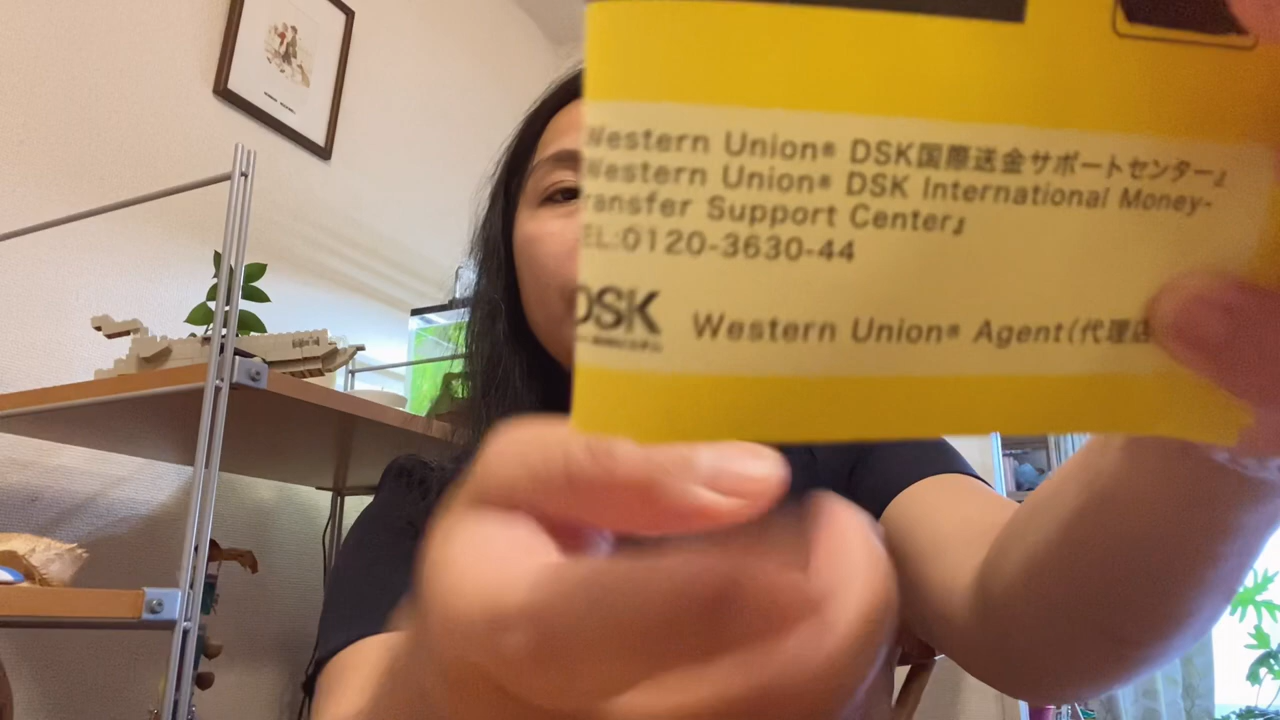 Western Union® DSK国際送金サポートセンター』
Western Union® DSK International Money-
ransfer Support Center』
EL:0120-3630-44
DSK
Western Union® Agent(代理店